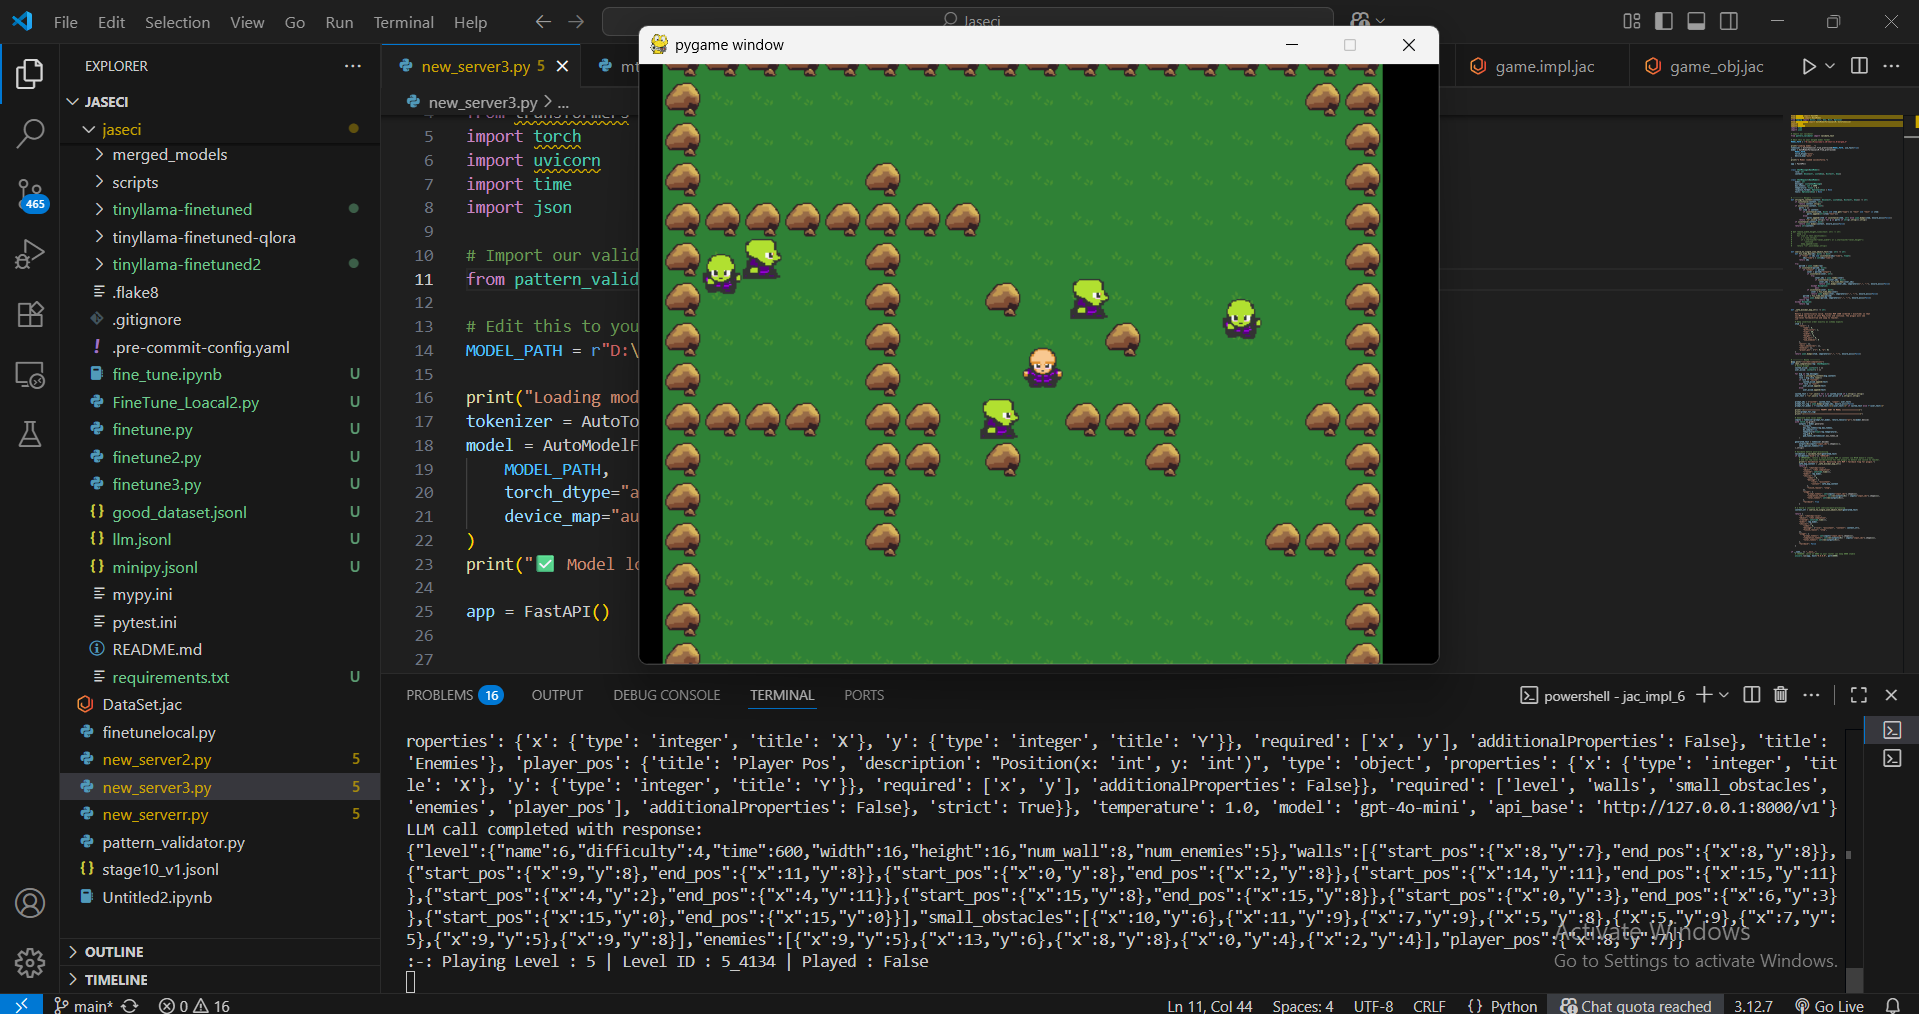 File Edit Selection View Go Run Terminal Help
Jaseci
pygame window
EXPLORER
JASECI
jaseci
merged_models
scripts
tinyllama-finetuned
tinyllama-finetuned-qlora
tinyllama-finetuned2
.flake8
.gitignore
.pre-commit-config.yaml
fine_tune.ipynb U
FineTune_Loacal2.py U
finetune.py U
finetune2.py U
finetune3.py U
good_dataset.jsonl U
llm.jsonl U
minipy.jsonl U
mypy.ini
pytest.ini
README.md
requirements.txt U
DataSet.jac
finetunelocal.py
new_server2.py 5
new_server3.py 5
new_serverr.py 5
pattern_validator.py
stage10_v1.jsonl
Untitled2.ipynb
OUTLINE
TIMELINE
465
new_server3.py 5
game.impl.jac
game_obj.jac
new_server3.py > ...
from transformers
5 import torch
6 import uvicorn
7 import time
8 import json
9
10 # Import our valid
11 from pattern_valid
12
13 # Edit this to you
14 MODEL_PATH = r"D:\
15
16 print("Loading mod
17 tokenizer = AutoTo
18 model = AutoModelF
19 MODEL_PATH,
20 torch_dtype="a
21 device_map="au
22 )
23 print("✅ Model lo
24
25 app = FastAPI()
26
27
PROBLEMS 16 OUTPUT DEBUG CONSOLE TERMINAL PORTS
powershell - jac_impl_6
roperties': {'x': {'type': 'integer', 'title': 'X'}, 'y': {'type': 'integer', 'title': 'Y'}}, 'required': ['x', 'y'], 'additionalProperties': False}, 'title':
'Enemies'}, 'player_pos': {'title': 'Player Pos', 'description': "Position(x: 'int', y: 'int')", 'type': 'object', 'properties': {'x': {'type': 'integer', 'tit
le': 'X'}, 'y': {'type': 'integer', 'title': 'Y'}}, 'required': ['x', 'y'], 'additionalProperties': False}}, 'required': ['level', 'walls', 'small_obstacles',
'enemies', 'player_pos'], 'additionalProperties': False}, 'strict': True}}, 'temperature': 1.0, 'model': 'gpt-4o-mini', 'api_base': 'http://127.0.0.1:8000/v1'}
LLM call completed with response:
{"level":{"name":6,"difficulty":4,"time":600,"width":16,"height":16,"num_wall":8,"num_enemies":5},"walls":[{"start_pos":{"x":8,"y":7},"end_pos":{"x":8,"y":8}},
{"start_pos":{"x":9,"y":8},"end_pos":{"x":11,"y":8}},{"start_pos":{"x":0,"y":8},"end_pos":{"x":2,"y":8}},{"start_pos":{"x":14,"y":11},"end_pos":{"x":15,"y":11}
},{"start_pos":{"x":4,"y":2},"end_pos":{"x":4,"y":11}},{"start_pos":{"x":15,"y":8},"end_pos":{"x":15,"y":8}},{"start_pos":{"x":0,"y":3},"end_pos":{"x":6,"y":3}
},{"start_pos":{"x":15,"y":0},"end_pos":{"x":15,"y":0}}],"small_obstacles":[{"x":10,"y":6},{"x":11,"y":9},{"x":7,"y":9},{"x":5,"y":8},{"x":5,"y":9},{"x":7,"y":
5},{"x":9,"y":5},{"x":9,"y":8}],"enemies":[{"x":9,"y":5},{"x":13,"y":6},{"x":8,"y":8},{"x":0,"y":4},{"x":2,"y":4}],"player_pos":{"x":8,"y":7}}
:-: Playing Level : 5 | Level ID : 5_4134 | Played : False
Activate Windows
Go to Settings to activate Windows.
main* 0 16
Ln 11, Col 44 Spaces: 4 UTF-8 CRLF {} Python Chat quota reached 3.12.7 Go Live